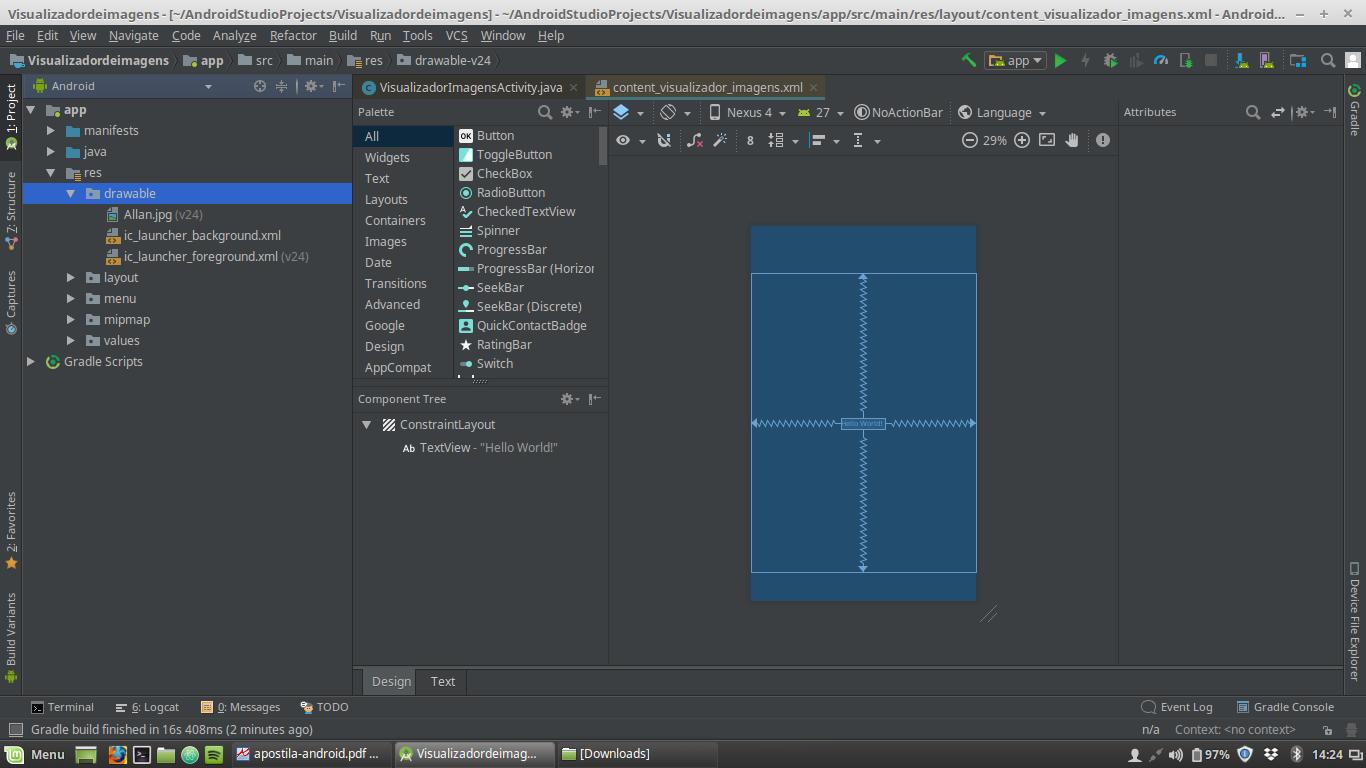 Visualizadordeimagens - [~/AndroidStudioProjects/Visualizadordeimagens] - ~/AndroidStudioProjects/Visualizadordeimagens/app/src/main/res/layout/content_visualizador_imagens.xml - Android...
File Edit View Navigate Code Analyze Refactor Build Run Tools VCS Window Help
Visualizadordeimagens app src main res drawable-v24 app
1: Project
Z: Structure
Captures
2: Favorites
Build Variants
Android
app
manifests
java
res
drawable
Allan.jpg (v24)
ic_launcher_background.xml
ic_launcher_foreground.xml (v24)
layout
menu
mipmap
values
Gradle Scripts
VisualizadorImagensActivity.java content_visualizador_imagens.xml
Palette
All
Widgets
Text
Layouts
Containers
Images
Date
Transitions
Advanced
Google
Design
AppCompat
OK Button
ToggleButton
CheckBox
RadioButton
CheckedTextView
Spinner
ProgressBar
ProgressBar (Horizon
SeekBar
SeekBar (Discrete)
QuickContactBadge
RatingBar
Switch
Component Tree
ConstraintLayout
Ab TextView - "Hello World!"
Nexus 4 27 NoActionBar Language
8 29%
Hello World!
Attributes
Gradle
Device File Explorer
Design Text
Terminal 6: Logcat 0: Messages TODO Event Log Gradle Console
Gradle build finished in 16s 408ms (2 minutes ago) n/a Context: <no context>
Menu apostila-android.pdf ... Visualizadordeimag... [Downloads] 97% 14:24